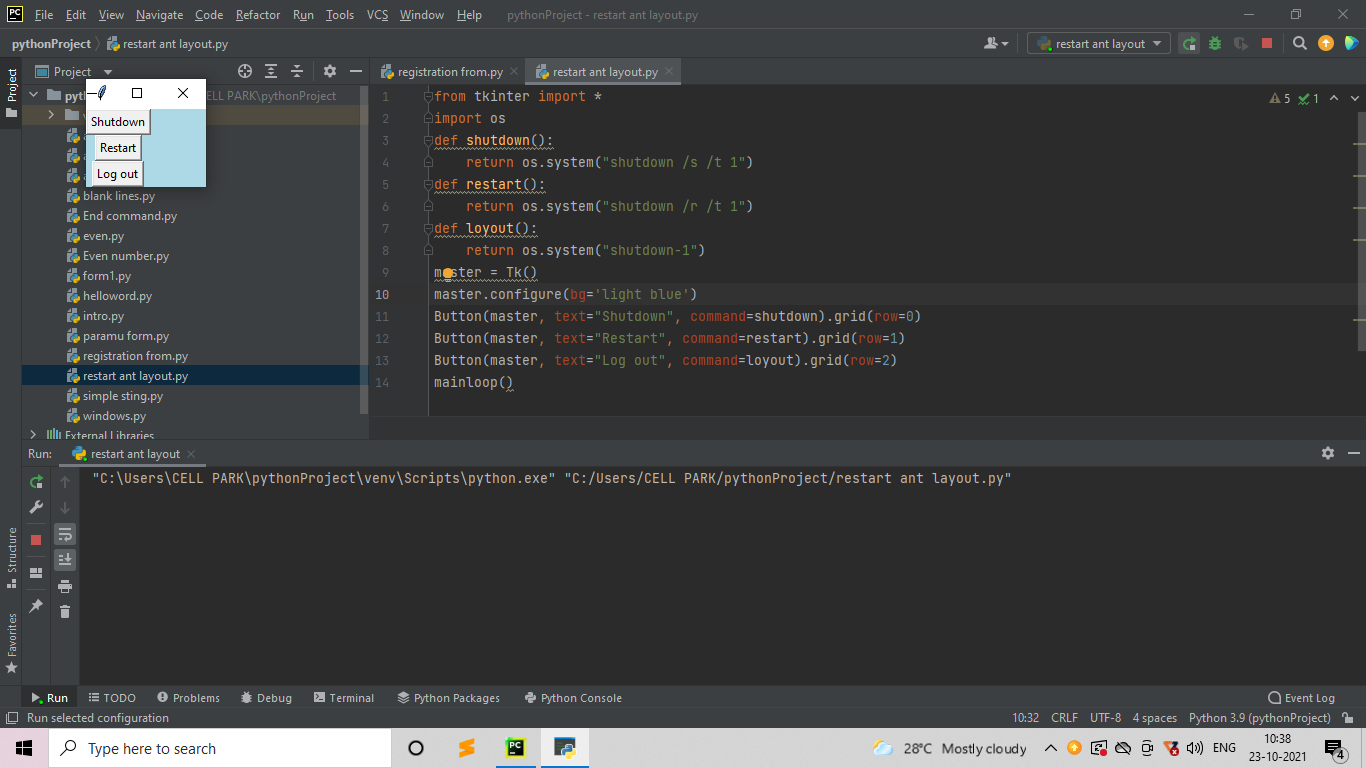 PC File Edit View Navigate Code Refactor Run Tools VCS Window Help pythonProject - restart ant layout.py
pythonProject restart ant layout.py restart ant layout
Project registration from.py restart ant layout.py
Project
CELL PARK\pythonProject
Shutdown
Restart
Log out
blank lines.py
End command.py
even.py
Even number.py
form1.py
helloword.py
intro.py
paramu form.py
registration from.py
restart ant layout.py
simple sting.py
windows.py
External Libraries
5 1
1 from tkinter import *
2 import os
3 def shutdown():
4 return os.system("shutdown /s /t 1")
5 def restart():
6 return os.system("shutdown /r /t 1")
7 def loyout():
8 return os.system("shutdown-1")
9 master = Tk()
10 master.configure(bg='light blue')
11 Button(master, text="Shutdown", command=shutdown).grid(row=0)
12 Button(master, text="Restart", command=restart).grid(row=1)
13 Button(master, text="Log out", command=loyout).grid(row=2)
14 mainloop()
Run: restart ant layout
"C:\Users\CELL PARK\pythonProject\venv\Scripts\python.exe" "C:/Users/CELL PARK/pythonProject/restart ant layout.py"
Structure
Favorites
Run TODO Problems Debug Terminal Python Packages Python Console Event Log
Run selected configuration 10:32 CRLF UTF-8 4 spaces Python 3.9 (pythonProject)
Type here to search PC 28°C Mostly cloudy ENG 10:38
23-10-2021 4